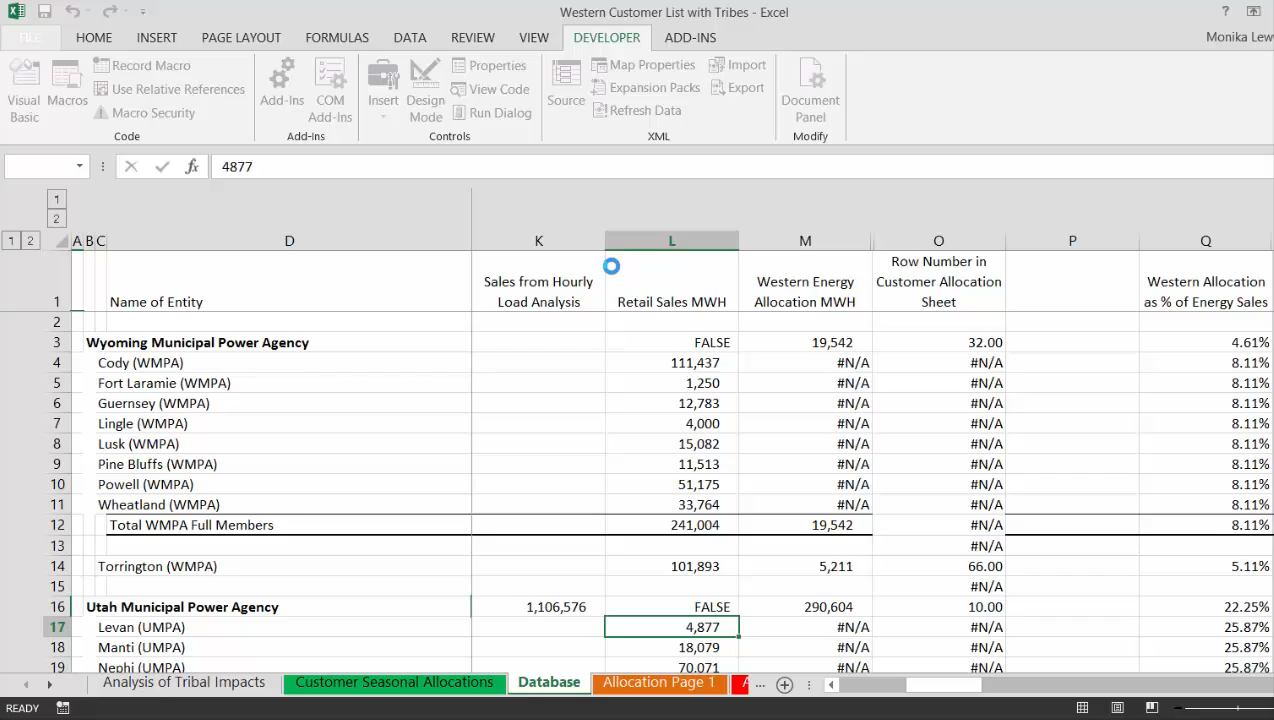 Western Customer List with Tribes - Excel
?
FILE HOME INSERT PAGE LAYOUT FORMULAS DATA REVIEW VIEW DEVELOPER ADD-INS Monika Lew
Visual Basic
Macros
Record Macro
Use Relative References
Macro Security
Code
Add-Ins
COM Add-Ins
Add-Ins
Insert
Design Mode
Properties
View Code
Run Dialog
Controls
Source
Map Properties
Expansion Packs
Refresh Data
Import
Export
XML
Document Panel
Modify
fx 4877
1
2
1 2 A B C D K L M O P Q
1 Name of Entity Sales from Hourly Load Analysis Retail Sales MWH Western Energy Allocation MWH Row Number in Customer Allocation Sheet Western Allocation as % of Energy Sales
2
3 Wyoming Municipal Power Agency FALSE 19,542 32.00 4.61%
4 Cody (WMPA) 111,437 #N/A #N/A 8.11%
5 Fort Laramie (WMPA) 1,250 #N/A #N/A 8.11%
6 Guernsey (WMPA) 12,783 #N/A #N/A 8.11%
7 Lingle (WMPA) 4,000 #N/A #N/A 8.11%
8 Lusk (WMPA) 15,082 #N/A #N/A 8.11%
9 Pine Bluffs (WMPA) 11,513 #N/A #N/A 8.11%
10 Powell (WMPA) 51,175 #N/A #N/A 8.11%
11 Wheatland (WMPA) 33,764 #N/A #N/A 8.11%
12 Total WMPA Full Members 241,004 19,542 #N/A 8.11%
13 #N/A
14 Torrington (WMPA) 101,893 5,211 66.00 5.11%
15 #N/A
16 Utah Municipal Power Agency 1,106,576 FALSE 290,604 10.00 22.25%
17 Levan (UMPA) 4,877 #N/A #N/A 25.87%
18 Manti (UMPA) 18,079 #N/A #N/A 25.87%
19 Nephi (UMPA) 70,071 #N/A #N/A 25.87%
Analysis of Tribal Impacts Customer Seasonal Allocations Database Allocation Page 1 A ...
READY